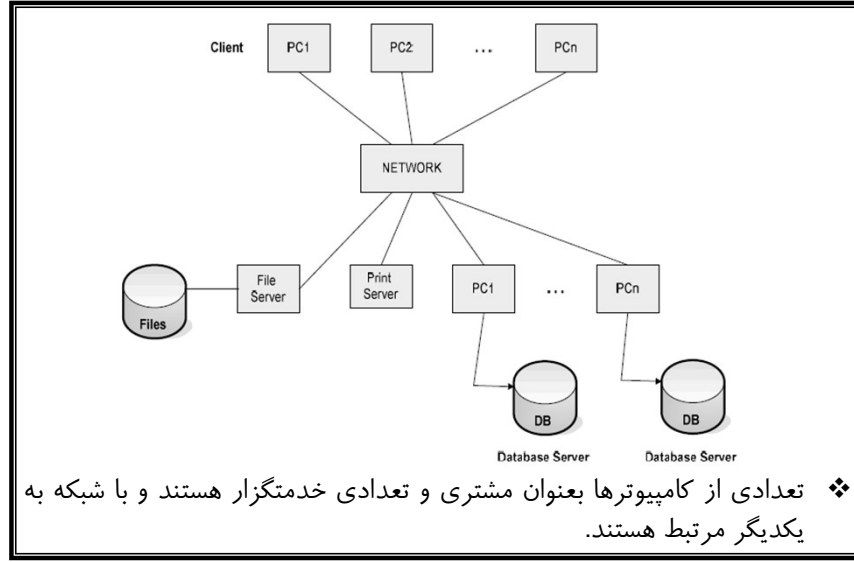 Client PC1 PC2 ... PCn
NETWORK
Files File Server Print Server PC1 ... PCn
DB DB
Database Server Database Server
❖ تعدادی از کامپیوترها بعنوان مشتری و تعدادی خدمتگزار هستند و با شبکه به
یکدیگر مرتبط هستند.